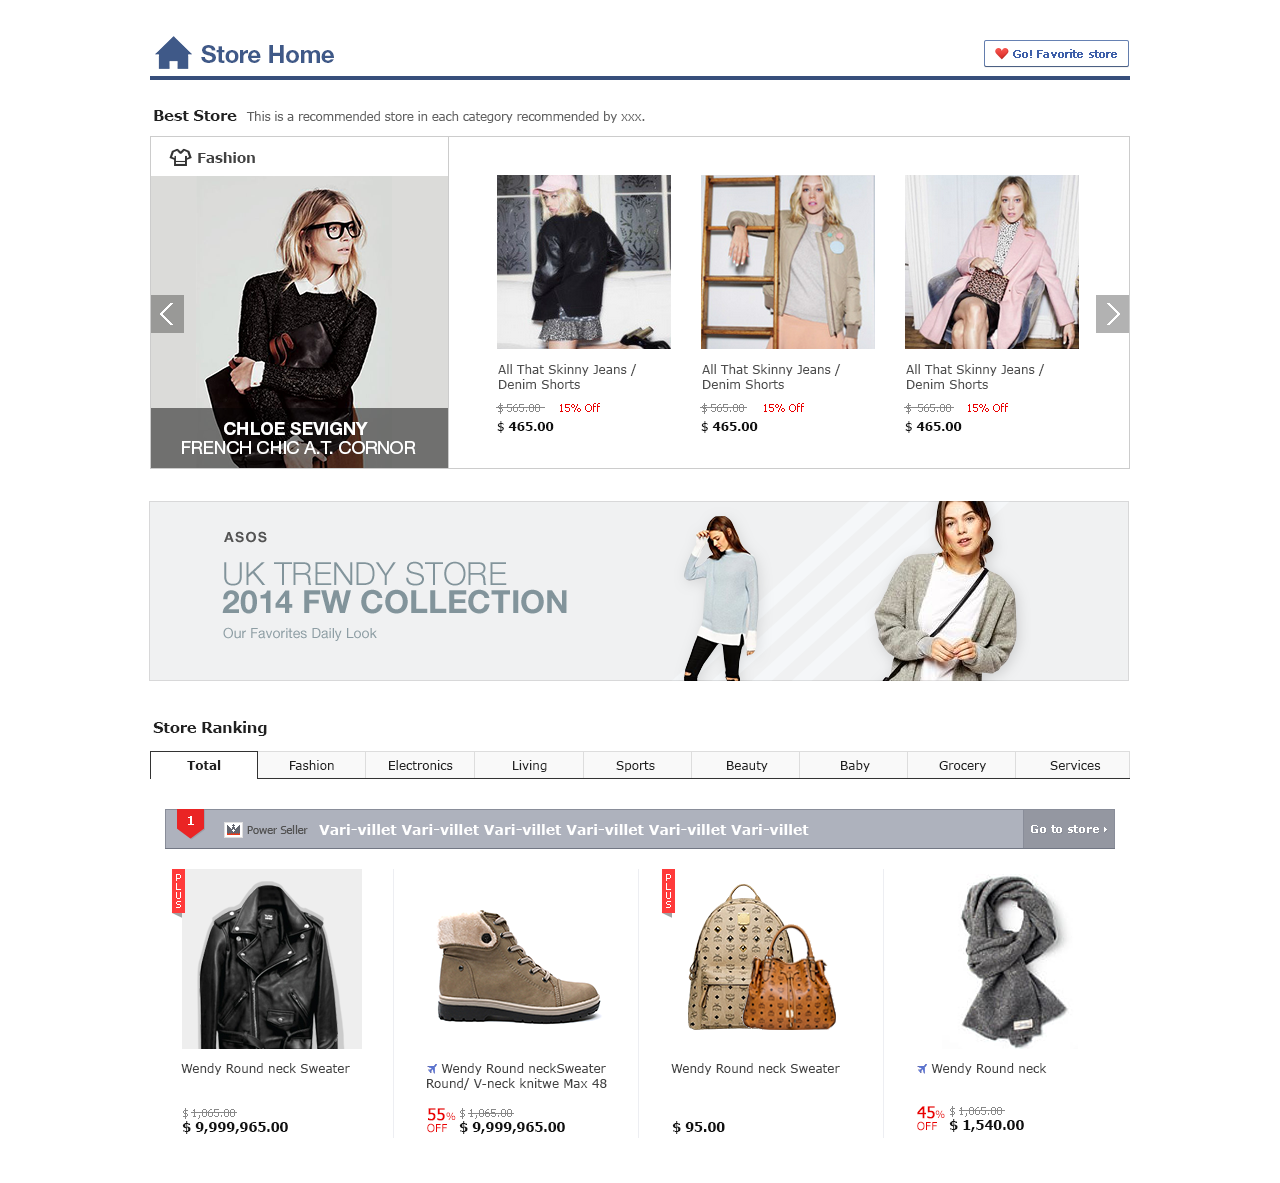 Store Home
Go! Favorite store
Best Store This is a recommended store in each category recommended by xxx.
Fashion
CHLOE SEVIGNY
FRENCH CHIC A.T. CORNOR
All That Skinny Jeans /
Denim Shorts
$ 565.00 15% Off
$ 465.00
All That Skinny Jeans /
Denim Shorts
$ 565.00 15% Off
$ 465.00
All That Skinny Jeans /
Denim Shorts
$ 565.00 15% Off
$ 465.00
ASOS
UK TRENDY STORE
2014 FW COLLECTION
Our Favorites Daily Look
Store Ranking
Total Fashion Electronics Living Sports Beauty Baby Grocery Services
1 Power Seller Vari-villet Vari-villet Vari-villet Vari-villet Vari-villet Vari-villet Go to store
PLUS
Wendy Round neck Sweater
$ 1,065.00
$ 9,999,965.00
Wendy Round neckSweater
Round/ V-neck knitwe Max 48
55% OFF
$ 1,065.00
$ 9,999,965.00
PLUS
Wendy Round neck Sweater
$ 95.00
Wendy Round neck
45% OFF
$ 1,065.00
$ 1,540.00